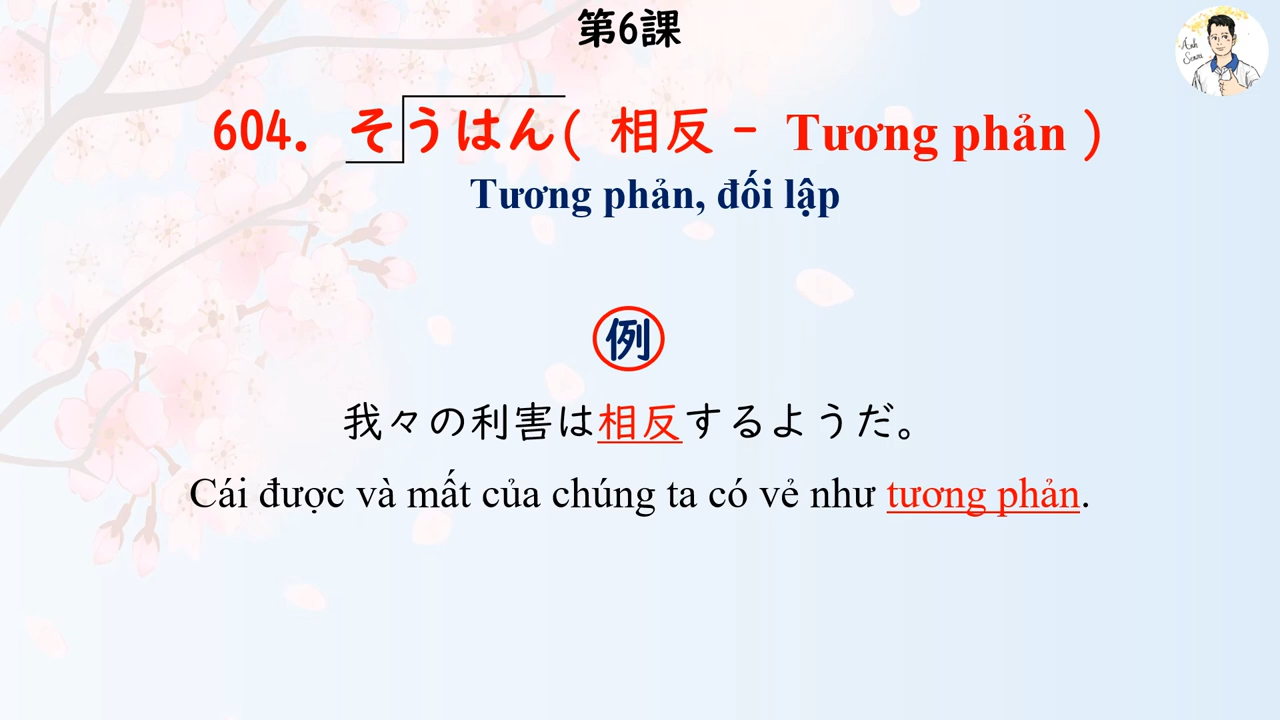 第6課
Anh Sensei
604. そうはん( 相反 - Tương phản )
Tương phản, đối lập
例
我々の利害は相反するようだ。
Cái được và mất của chúng ta có vẻ như tương phản.